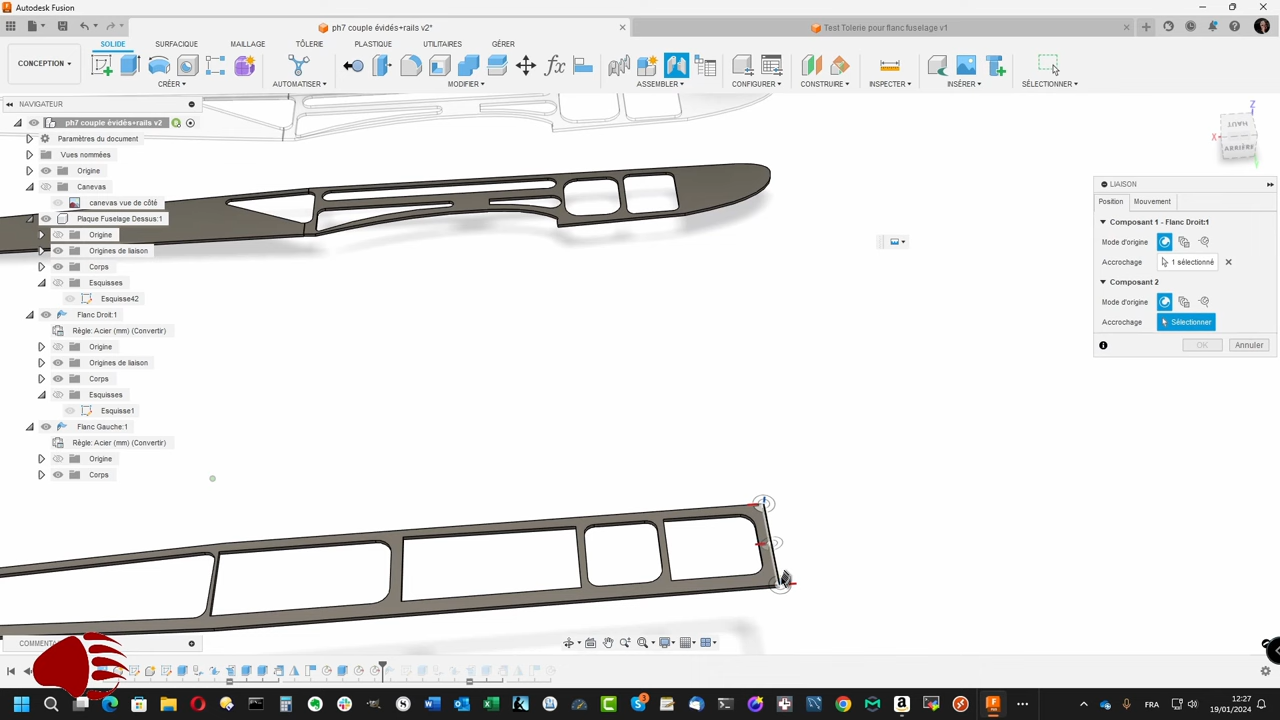 Autodesk Fusion
ph7 couple évidés+rails v2*
Test Tolerie pour flanc fuselage v1
CONCEPTION
SOLIDE
SURFACIQUE
MAILLAGE
TÔLERIE
PLASTIQUE
UTILITAIRES
GÉRER
CRÉER
AUTOMATISER
MODIFIER
ASSEMBLER
CONFIGURER
CONSTRUIRE
INSPECTER
INSÉRER
SÉLECTIONNER
NAVIGATEUR
ph7 couple évidés+rails v2
Paramètres du document
Vues nommées
Origine
Canevas
canevas vue de côté
Plaque Fuselage Dessus:1
Origine
Origines de liaison
Corps
Esquisses
Esquisse42
Flanc Droit:1
Règle: Acier (mm) (Convertir)
Origine
Origines de liaison
Corps
Esquisses
Esquisse1
Flanc Gauche:1
Règle: Acier (mm) (Convertir)
Origine
Corps
Z
X
HAUT
ARRIÈRE
LIAISON
Position
Mouvement
Composant 1 - Flanc Droit:1
Mode d'origine
Accrochage
1 sélectionné
Composant 2
Mode d'origine
Accrochage
Sélectionner
OK
Annuler
COMMENTA
FRA
12:27
19/01/2024